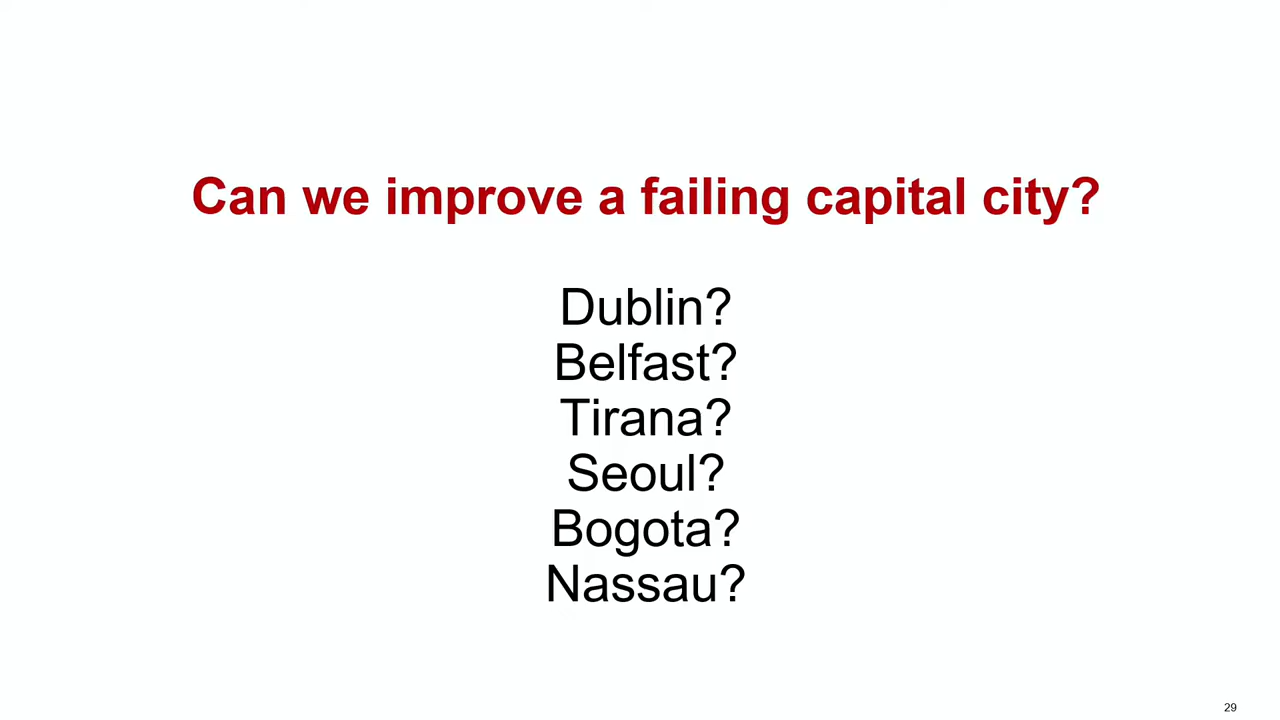 Can we improve a failing capital city?
Dublin?
Belfast?
Tirana?
Seoul?
Bogota?
Nassau?
29